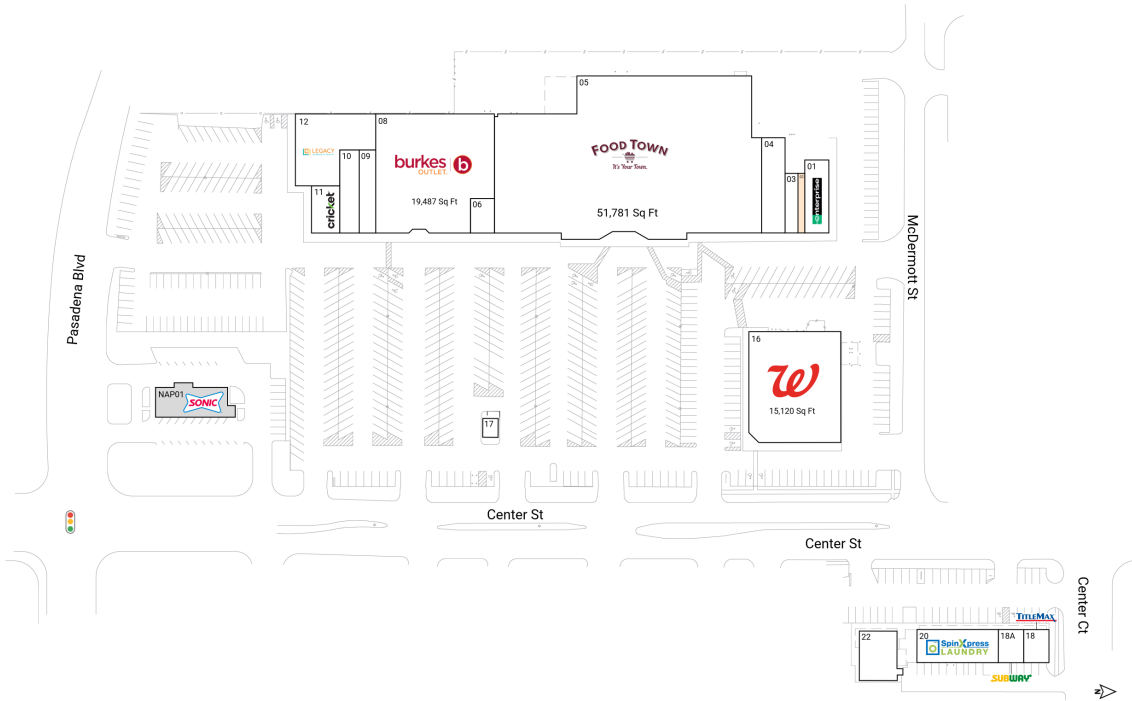 05
FOOD TOWN
It's Your Town.
51,781 Sq Ft
12
LEGACY
08
burkes b
OUTLET
19,487 Sq Ft
10
09
11
cricket
06
04
03
01
enterprise
Pasadena Blvd
McDermott St
16
W
15,120 Sq Ft
NAP01
SONIC
17
Center St
Center St
Center Ct
TITLEMAX
22
20
SpinXpress
LAUNDRY
18A
18
SUBWAY
N